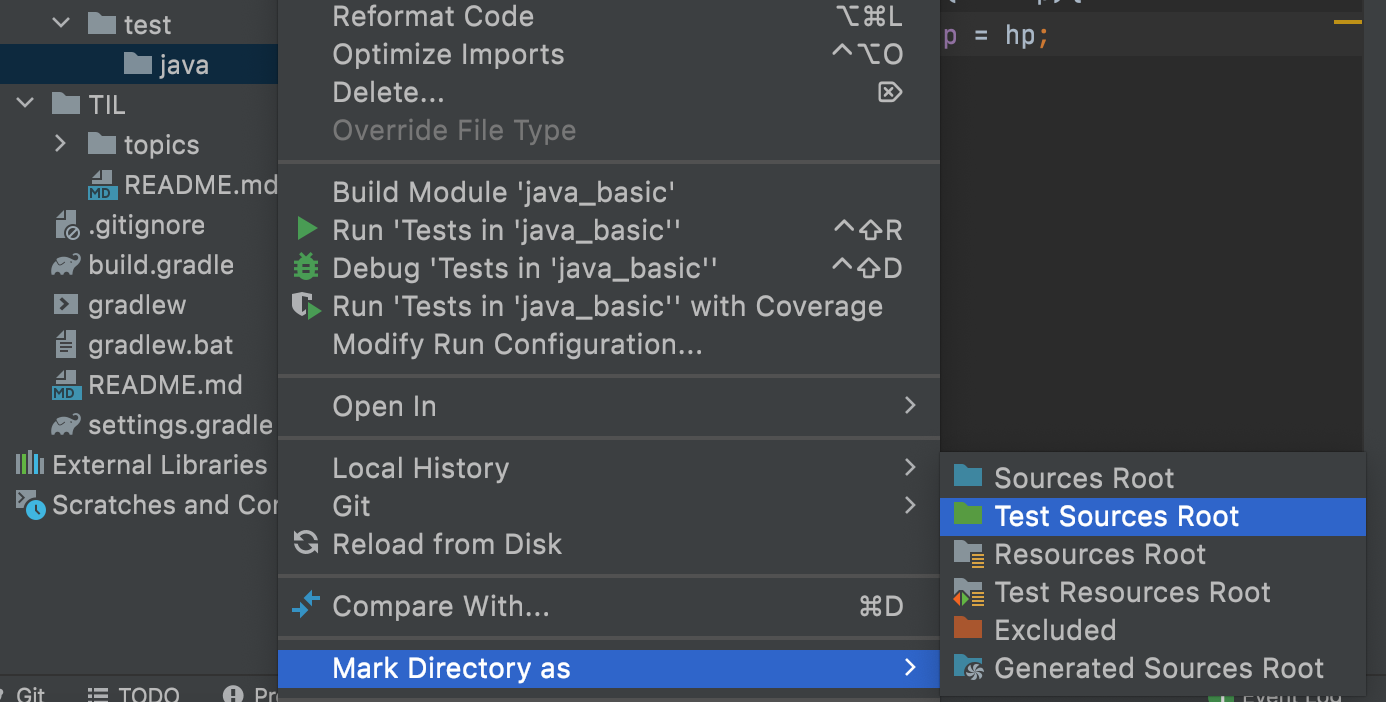 test
java
TIL
topics
README.md
.gitignore
build.gradle
gradlew
gradlew.bat
README.md
settings.gradle
External Libraries
Scratches and Cor
Git
TODO
Reformat Code ⌥⌘L
Optimize Imports ^⌥O
Delete... ⌦
Override File Type
Build Module 'java_basic'
Run 'Tests in 'java_basic'' ^⇧R
Debug 'Tests in 'java_basic'' ^⇧D
Run 'Tests in 'java_basic'' with Coverage
Modify Run Configuration...
Open In
Local History
Git
Reload from Disk
Compare With... ⌘D
Mark Directory as
p = hp;
Sources Root
Test Sources Root
Resources Root
Test Resources Root
Excluded
Generated Sources Root
Event Log